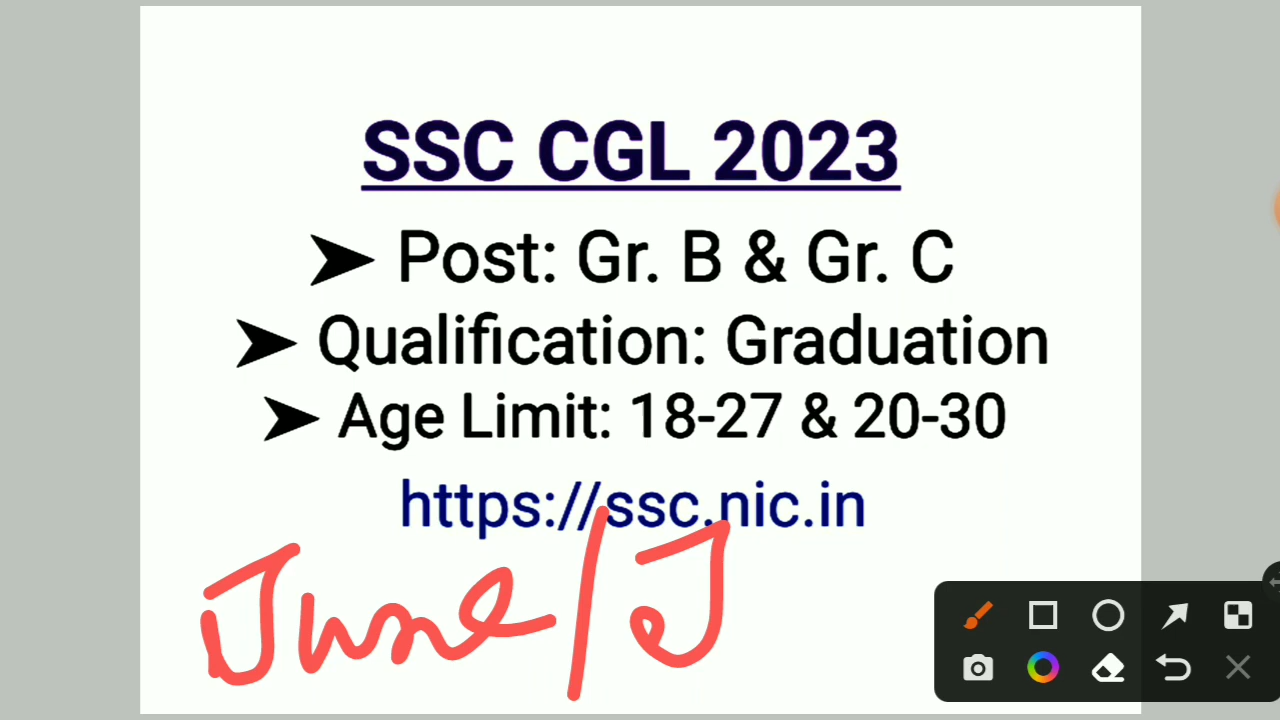 SSC CGL 2023
➤ Post: Gr. B & Gr. C
➤ Qualification: Graduation
➤ Age Limit: 18-27 & 20-30
https://ssc.nic.in
June/J